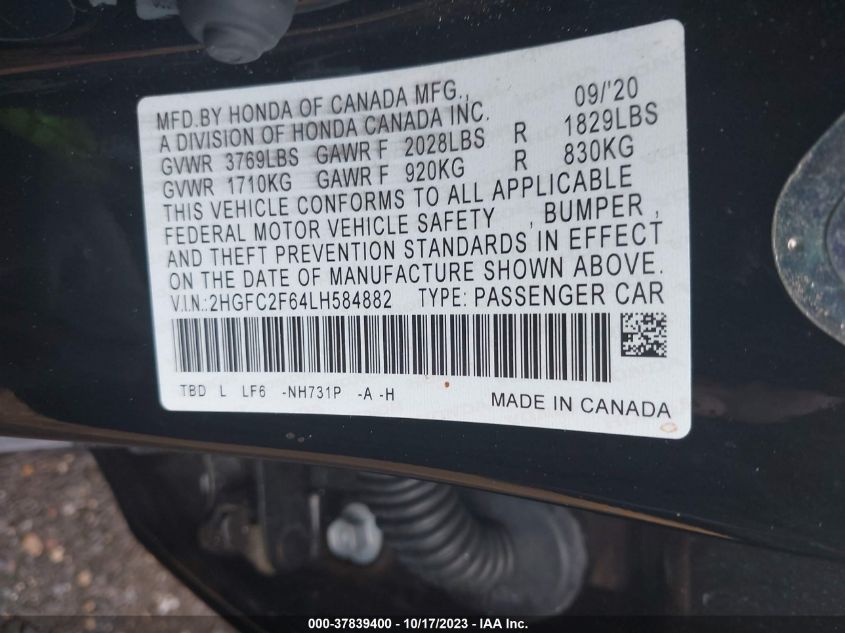 MFD.BY HONDA OF CANADA MFG., 09/'20
A DIVISION OF HONDA CANADA INC.
GVWR 3769LBS GAWR F 2028LBS R 1829LBS
GVWR 1710KG GAWR F 920KG R 830KG
THIS VEHICLE CONFORMS TO ALL APPLICABLE
FEDERAL MOTOR VEHICLE SAFETY , BUMPER ,
AND THEFT PREVENTION STANDARDS IN EFFECT
ON THE DATE OF MANUFACTURE SHOWN ABOVE.
V.I.N.:2HGFC2F64LH584882 TYPE: PASSENGER CAR
TBD L LF6 -NH731P -A -H
MADE IN CANADA
000-37839400 - 10/17/2023 - IAA Inc.